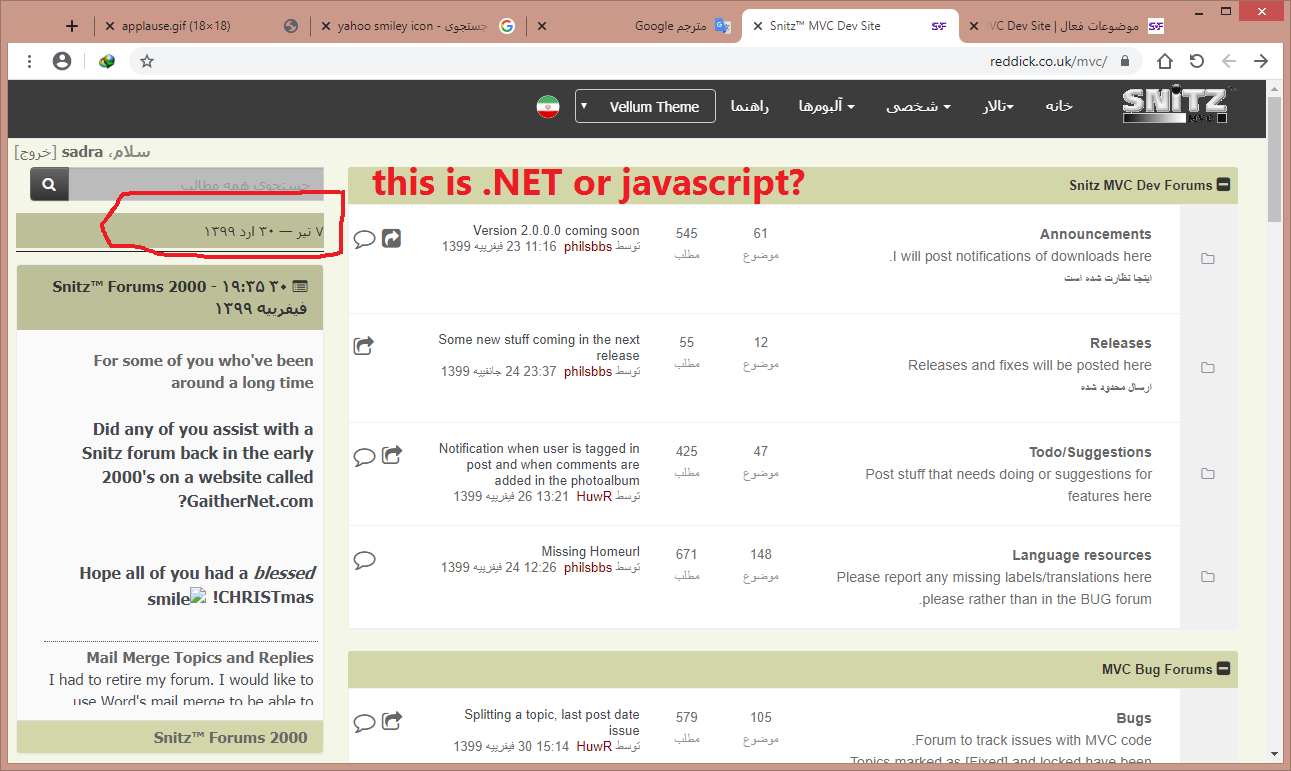 applause.gif (18×18)
yahoo smiley icon - جستجوی
مترجم Google
Snitz™ MVC Dev Site
موضوعات فعال | VC Dev Site
reddick.co.uk/mvc/
SNITZ MVC
خانه
تالار
شخصی
آلبوم‌ها
راهنما
Vellum Theme
سلام، sadra [خروج]
جستجوی همه مطالب
this is .NET or javascript?
۷ تیر — ۳۰ ارد ۱۳۹۹
Snitz™ Forums 2000 - ۱۹:۳۵ ۳۰
فیفرییه ۱۳۹۹
For some of you who've been
around a long time
Did any of you assist with a
Snitz forum back in the early
2000's on a website called
?GaitherNet.com
Hope all of you had a blessed
smile !CHRISTmas
Mail Merge Topics and Replies
I had to retire my forum. I would like to
use Word's mail merge to be able to
Snitz™ Forums 2000
Snitz MVC Dev Forums
Announcements
.I will post notifications of downloads here
اینجا نظارت شده است
61
موضوع
545
مطلب
Version 2.0.0.0 coming soon
توسط philsbbs 11:16 23 فیفرییه 1399
Releases
Releases and fixes will be posted here
ارسال محدود شده
12
موضوع
55
مطلب
Some new stuff coming in the next
release
توسط philsbbs 23:37 24 جانفییه 1399
Todo/Suggestions
Post stuff that needs doing or suggestions for
features here
47
موضوع
425
مطلب
Notification when user is tagged in
post and when comments are
added in the photoalbum
توسط HuwR 13:21 26 فیفرییه 1399
Language resources
Please report any missing labels/translations here
.please rather than in the BUG forum
148
موضوع
671
مطلب
Missing Homeurl
توسط philsbbs 12:26 24 فیفرییه 1399
MVC Bug Forums
Bugs
.Forum to track issues with MVC code
Topics marked as [Fixed] and locked have been
105
موضوع
579
مطلب
Splitting a topic, last post date
issue
توسط HuwR 15:14 30 فیفرییه 1399